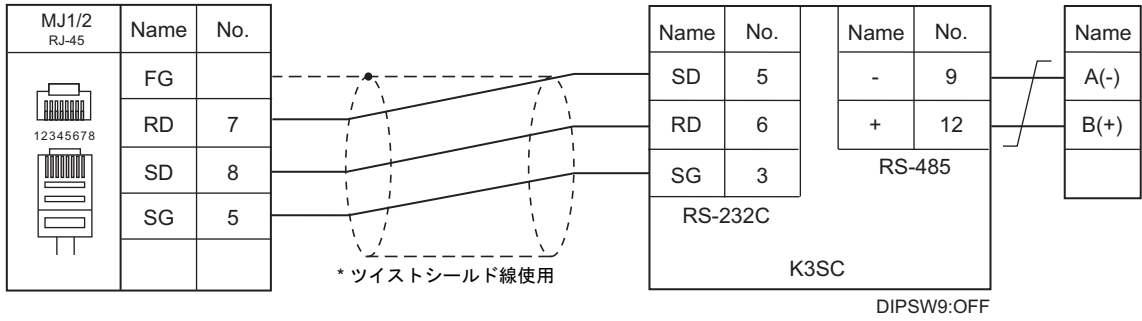 MJ1/2
RJ-45
Name No.
12345678
FG
RD 7
SD 8
SG 5
* ツイストシールド線使用
Name No.
SD 5
RD 6
SG 3
RS-232C
Name No.
- 9
+ 12
RS-485
K3SC
DIPSW9:OFF
Name
A(-)
B(+)